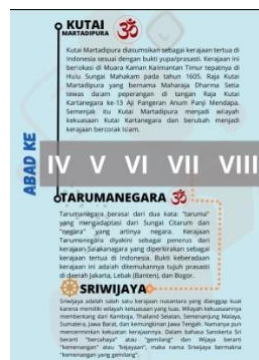 KUTAI
MARTADIPURA
Kutai Martadipura diasumsikan sebagai kerajaan tertua di
Indonesia sesuai dengan bukti yupa/prasasti. Kerajaan ini
berlokasi di Muara Kaman Kalimantan Timur tepatnya di
Hulu Sungai Mahakam pada tahun 1605, Raja Kutai
Martadipura yang bernama Maharaja Dharma Setia
tewas dalam peperangan di tangan Raja Kutai
Kartanegara ke-13 Aji Pangeran Anum Panji Mendapa.
Semenjak itu Kutai Martadipura menjadi wilayah
kekuasaan Kutai Kartanegara dan berubah menjadi
kerajaan bercorak islam.
ABAD KE
IV V VI VII VIII
TARUMANEGARA
Tarumanegara berasal dari dua kata: "taruma"
yang mengadaptasi dari Sungai Citarum dan
"negara" yang artinya negara. Kerajaan
Tarumanegara diyakini sebagai penerus dari
kerajaan Salakanagara yang diperkirakan sebagai
kerajaan tertua di Indonesia. Bukti keberadaan
kerajaan ini adalah ditemukannya tujuh prasasti
di daerah Jakarta, Lebak (Banten), dan Bogor.
SRIWIJAYA
Sriwijaya adalah salah satu kerajaan nusantara yang dianggap kuat
karena memiliki wilayah kekuasaan yang luas. Wilayah kekuasaannya
membentang dari Kamboja, Thailand Selatan, Semenanjung Malaya,
Sumatera, Jawa Barat, dan kemungkinan Jawa Tengah. Namanya pun
mencerminkan kekuatan kerajaannya. Dalam bahasa Sanskerta Sri
berarti "bercahaya" atau "gemilang" dan Wijaya berarti
"kemenangan" atau "kejayaan", maka nama Sriwijaya bermakna
"kemenangan yang gemilang".